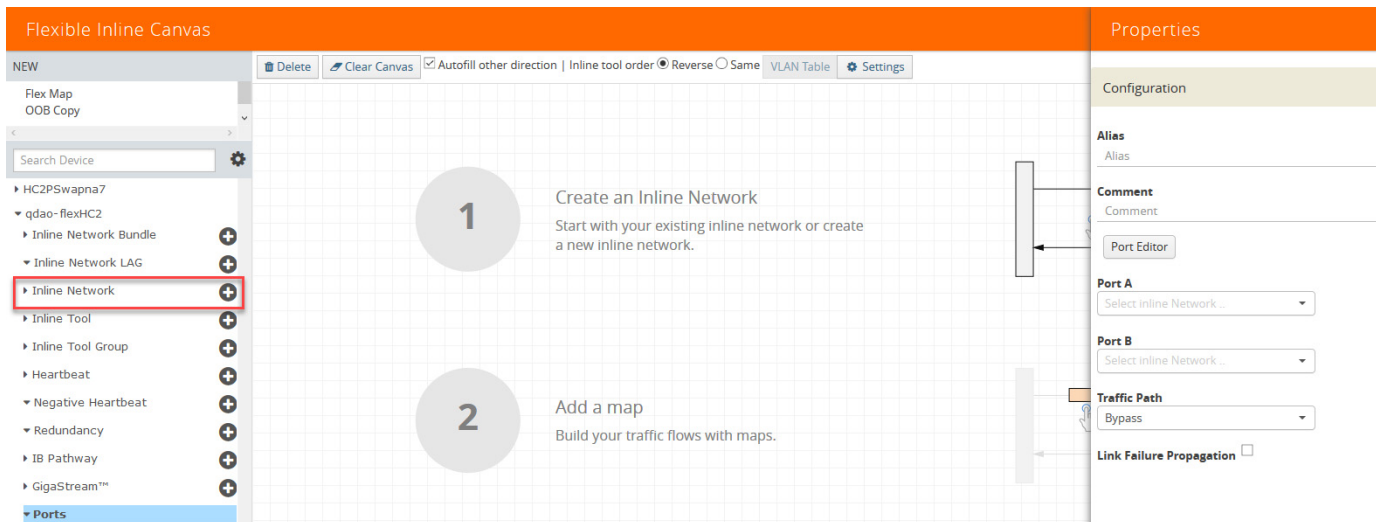 Flexible Inline Canvas
Properties
NEW
Delete Clear Canvas Autofill other direction | Inline tool order Reverse Same VLAN Table Settings
Flex Map
OOB Copy
Search Device
HC2PSwapna7
qdao-flexHC2
Inline Network Bundle
Inline Network LAG
Inline Network
Inline Tool
Inline Tool Group
Heartbeat
Negative Heartbeat
Redundancy
IB Pathway
GigaStream™
Ports
1
Create an Inline Network
Start with your existing inline network or create
a new inline network.
2
Add a map
Build your traffic flows with maps.
Configuration
Alias
Alias
Comment
Comment
Port Editor
Port A
Select inline Network ...
Port B
Select inline Network ...
Traffic Path
Bypass
Link Failure Propagation